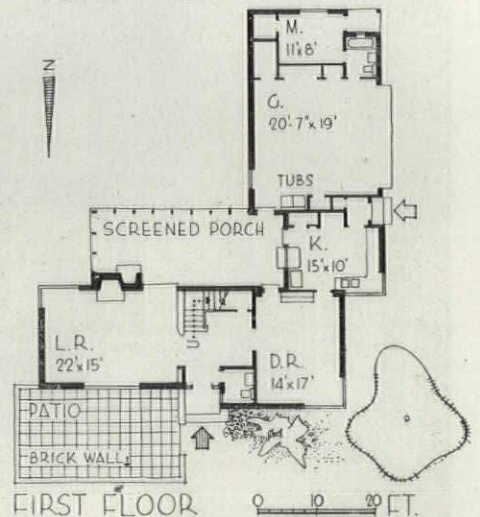 M.
11'x8'
N
G.
20'-7"x19'
TUBS
SCREENED PORCH
K.
15'x10'
L.R.
22'x15'
U
D.R.
14'x17'
PATIO
BRICK WALL
FIRST FLOOR
0 10 20 FT.